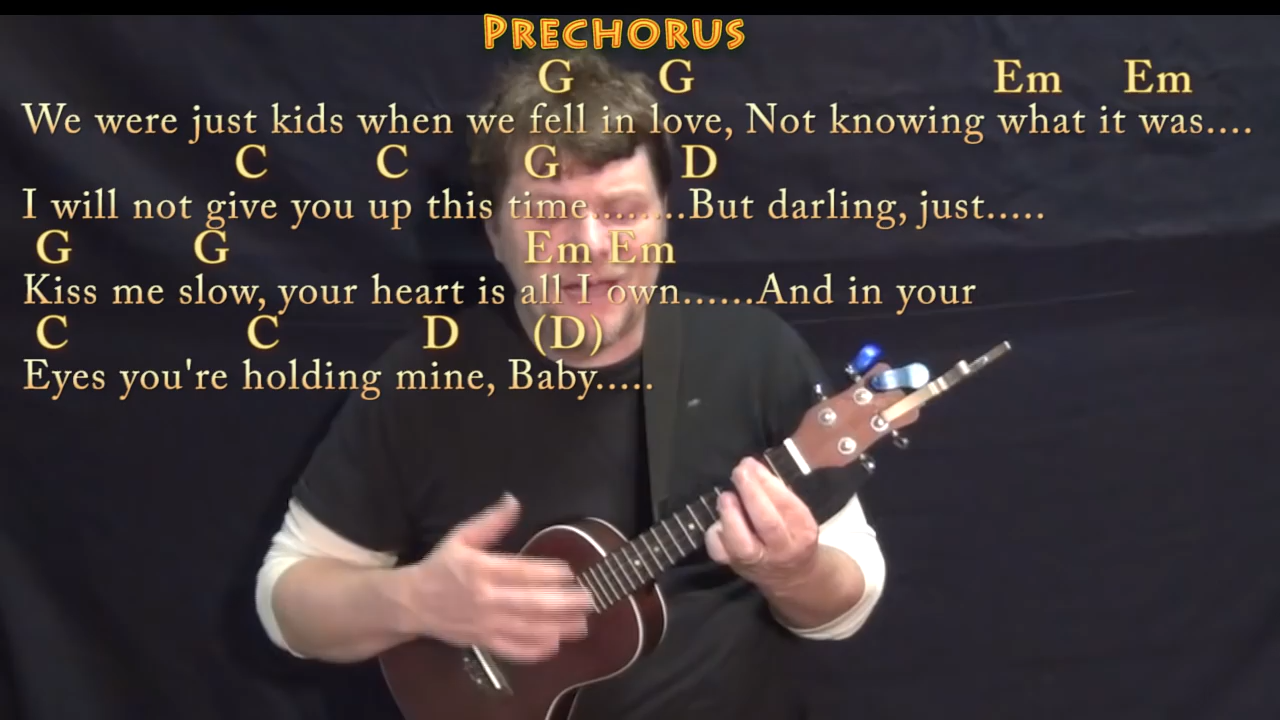 PRECHORUS
G G Em Em
We were just kids when we fell in love, Not knowing what it was....
C C G D
I will not give you up this time........But darling, just.....
G G Em Em
Kiss me slow, your heart is all I own......And in your
C C D (D)
Eyes you're holding mine, Baby.....